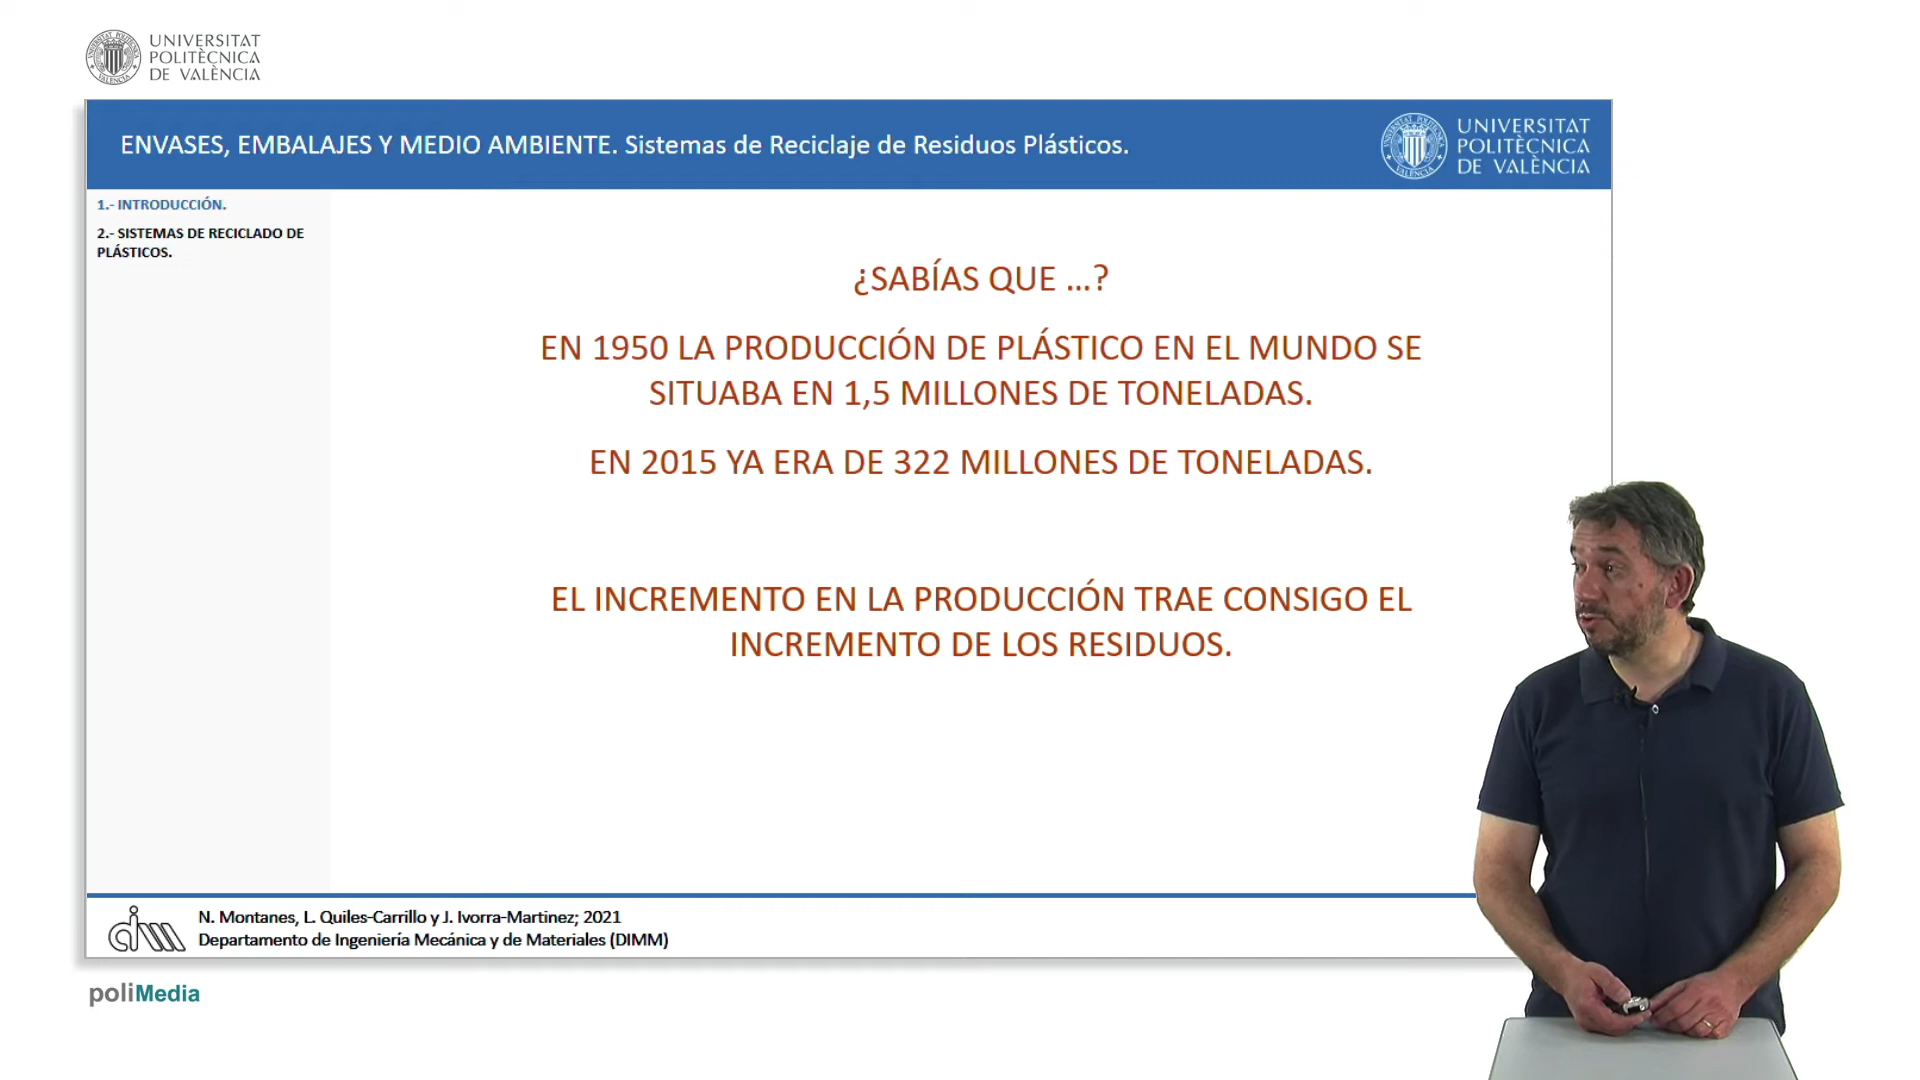 UNIVERSITAT
POLITÈCNICA
DE VALÈNCIA
ENVASES, EMBALAJES Y MEDIO AMBIENTE. Sistemas de Reciclaje de Residuos Plásticos.
UNIVERSITAT
POLITÈCNICA
DE VALÈNCIA
1.- INTRODUCCIÓN.
2.- SISTEMAS DE RECICLADO DE
PLÁSTICOS.
¿SABÍAS QUE ...?
EN 1950 LA PRODUCCIÓN DE PLÁSTICO EN EL MUNDO SE
SITUABA EN 1,5 MILLONES DE TONELADAS.
EN 2015 YA ERA DE 322 MILLONES DE TONELADAS.
EL INCREMENTO EN LA PRODUCCIÓN TRAE CONSIGO EL
INCREMENTO DE LOS RESIDUOS.
N. Montanes, L. Quiles-Carrillo y J. Ivorra-Martinez; 2021
Departamento de Ingeniería Mecánica y de Materiales (DIMM)
poliMedia